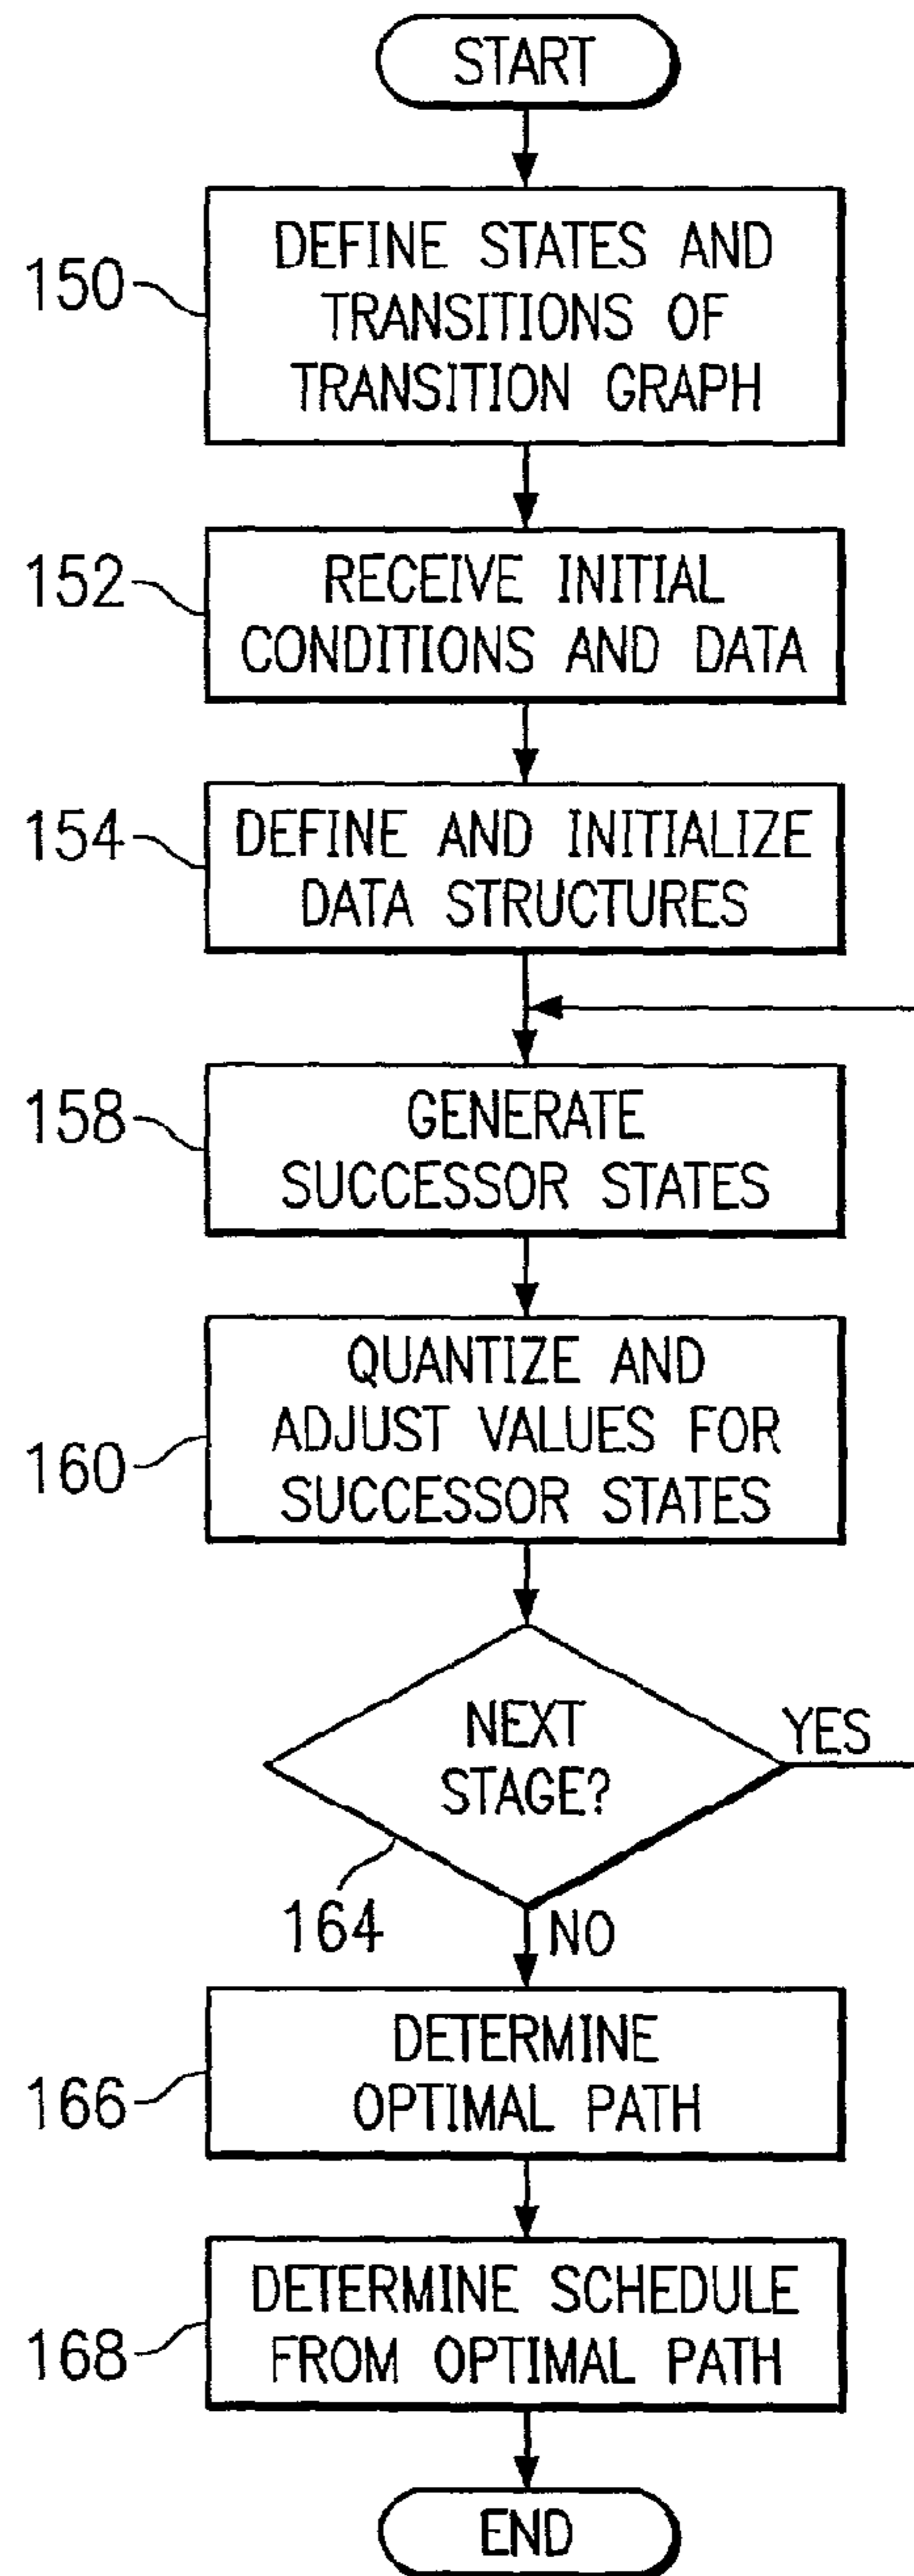 START
150
DEFINE STATES AND
TRANSITIONS OF
TRANSITION GRAPH
152
RECEIVE INITIAL
CONDITIONS AND DATA
154
DEFINE AND INITIALIZE
DATA STRUCTURES
158
GENERATE
SUCCESSOR STATES
160
QUANTIZE AND
ADJUST VALUES FOR
SUCCESSOR STATES
NEXT
STAGE?
YES
164
NO
166
DETERMINE
OPTIMAL PATH
168
DETERMINE SCHEDULE
FROM OPTIMAL PATH
END